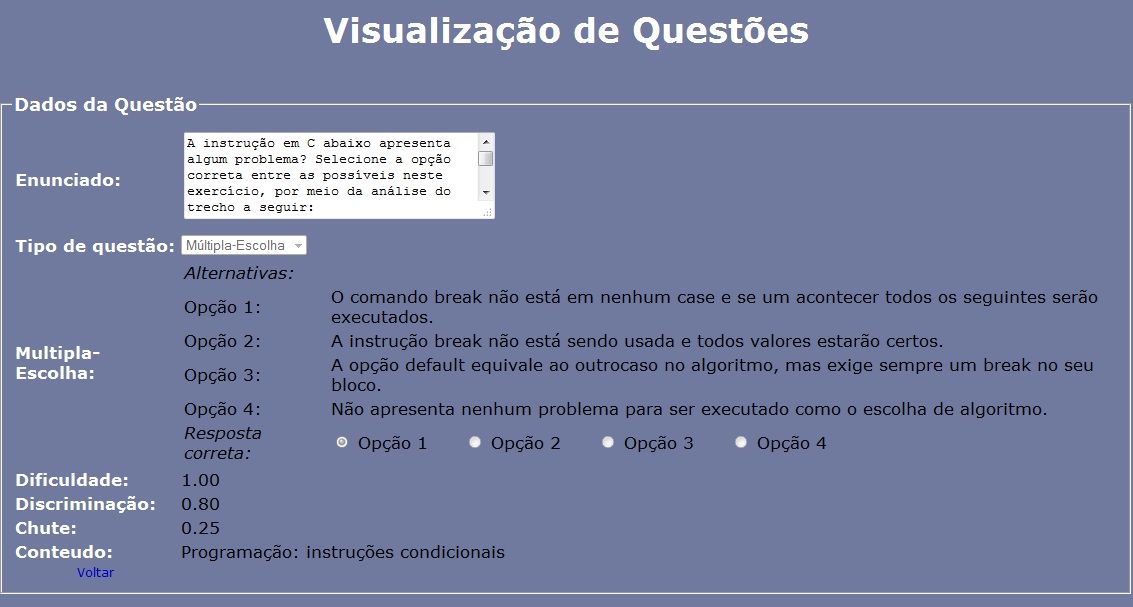 Visualização de Questões
Dados da Questão
Enunciado:
A instrução em C abaixo apresenta
algum problema? Selecione a opção
correta entre as possíveis neste
exercício, por meio da análise do
trecho a seguir:
Tipo de questão: Múltipla-Escolha
Multipla-
Escolha:
Alternativas:
Opção 1: O comando break não está em nenhum case e se um acontecer todos os seguintes serão
executados.
Opção 2: A instrução break não está sendo usada e todos valores estarão certos.
Opção 3: A opção default equivale ao outrocaso no algoritmo, mas exige sempre um break no seu
bloco.
Opção 4: Não apresenta nenhum problema para ser executado como o escolha de algoritmo.
Resposta
correta:
Opção 1 Opção 2 Opção 3 Opção 4
Dificuldade: 1.00
Discriminação: 0.80
Chute: 0.25
Conteudo: Programação: instruções condicionais
Voltar